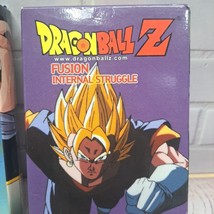 DRAGONBALL Z
www.dragonballz.com
FUSION
INTERNAL STRUGGLE